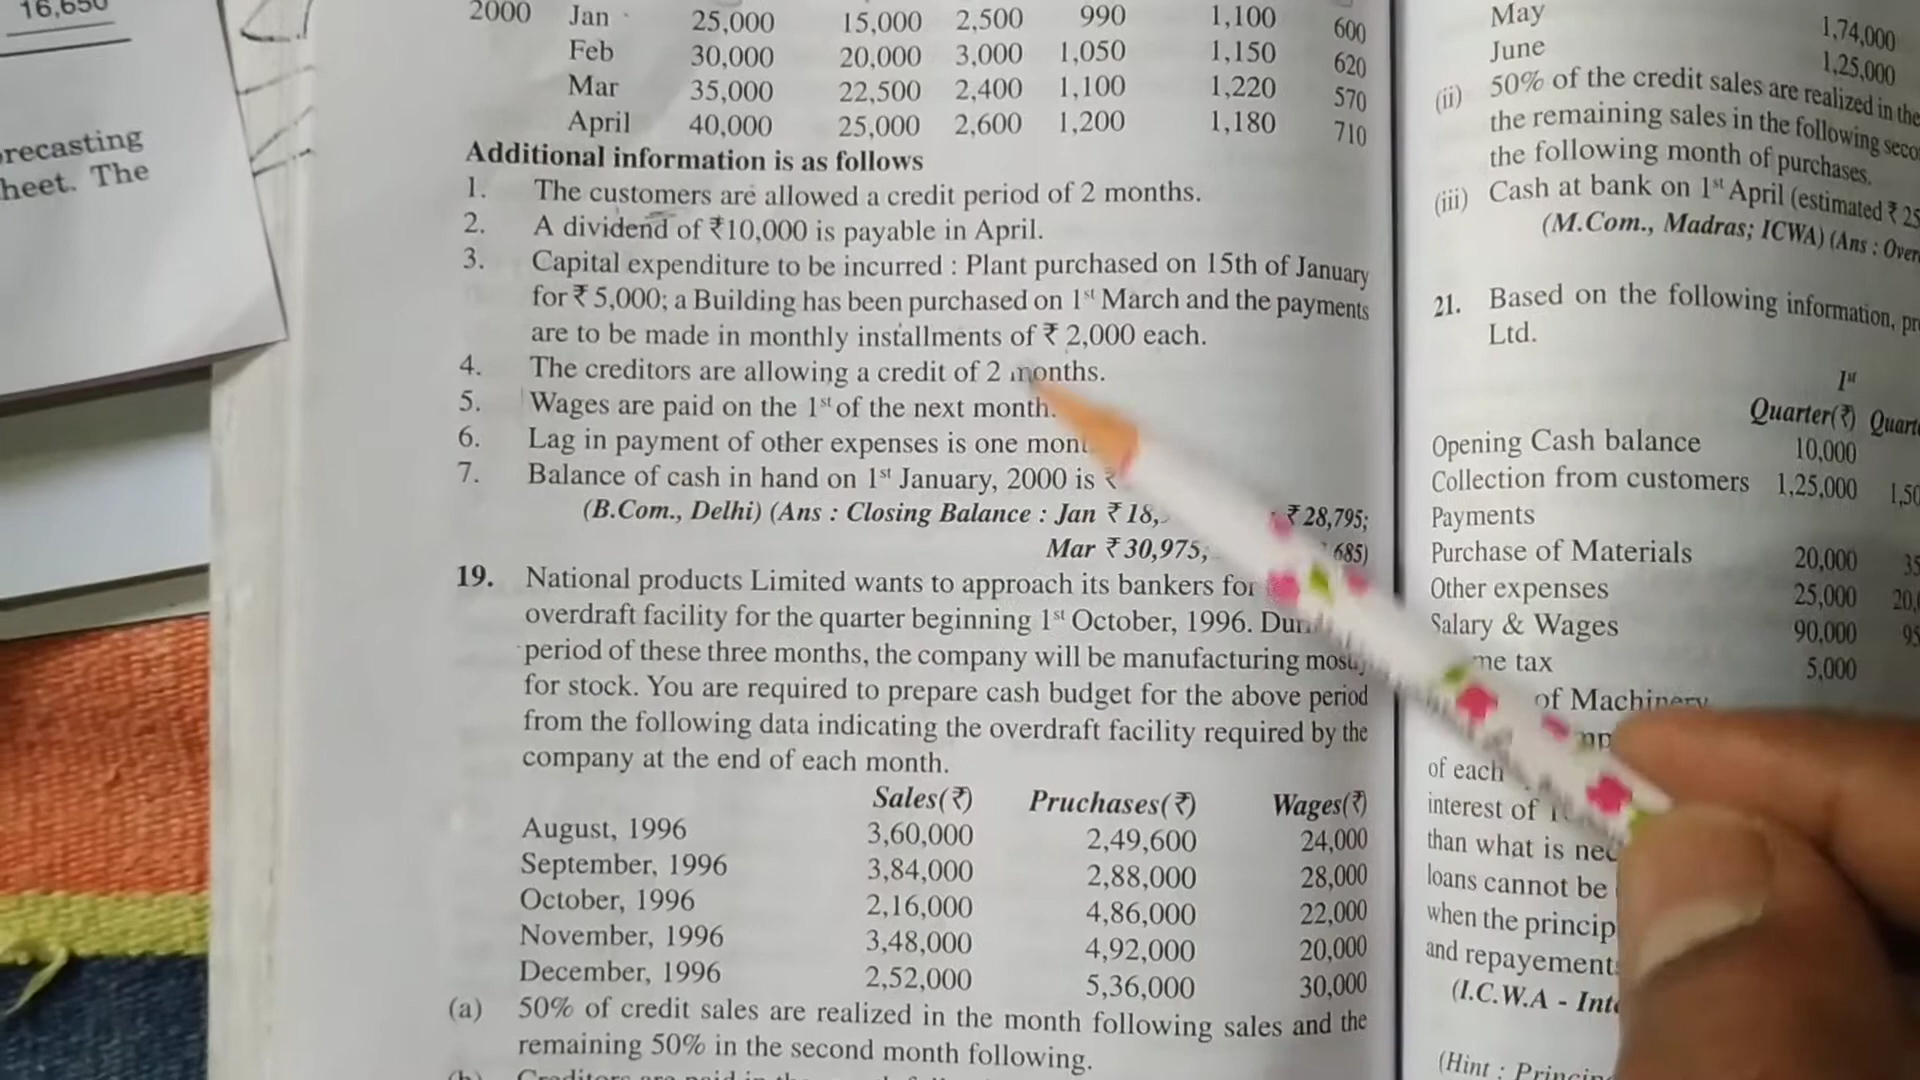 16,650
recasting
heet. The
2000 Jan 25,000 15,000 2,500 990 1,100 600
Feb 30,000 20,000 3,000 1,050 1,150 620
Mar 35,000 22,500 2,400 1,100 1,220 570
April 40,000 25,000 2,600 1,200 1,180 710
Additional information is as follows
1. The customers are allowed a credit period of 2 months.
2. A dividend of ₹10,000 is payable in April.
3. Capital expenditure to be incurred : Plant purchased on 15th of January
for ₹ 5,000; a Building has been purchased on 1st March and the payments
are to be made in monthly installments of ₹ 2,000 each.
4. The creditors are allowing a credit of 2 months.
5. Wages are paid on the 1st of the next month.
6. Lag in payment of other expenses is one
7. Balance of cash in hand on 1st January, 2000 is
(B.Com., Delhi) (Ans : Closing Balance : Jan ₹ 18, ₹ 28,795;
Mar ₹ 30,975, 685)
19. National products Limited wants to approach its bankers for
overdraft facility for the quarter beginning 1st October, 1996.
period of these three months, the company will be manufacturing
for stock. You are required to prepare cash budget for the above period
from the following data indicating the overdraft facility required by the
company at the end of each month.
Sales(₹) Pruchases(₹) Wages(₹)
August, 1996 3,60,000 2,49,600 24,000
September, 1996 3,84,000 2,88,000 28,000
October, 1996 2,16,000 4,86,000 22,000
November, 1996 3,48,000 4,92,000 20,000
December, 1996 2,52,000 5,36,000 30,000
(a) 50% of credit sales are realized in the month following sales and the
remaining 50% in the second month following.
May 1,74,000
June 1,25,000
(ii) 50% of the credit sales are realized in the
the remaining sales in the following seco
the following month of purchases.
(iii) Cash at bank on 1st April (estimated ₹ 25
(M.Com., Madras; ICWA) (Ans : Over
21. Based on the following information, pr
Ltd.
1st
Quarter(₹) Quart
Opening Cash balance 10,000
Collection from customers 1,25,000 1,50
Payments
Purchase of Materials 20,000 35
Other expenses 25,000 20,
Salary & Wages 90,000 95
me tax 5,000
of Machinery
of each
interest of
than what is nec
loans cannot be
when the princip
and repayement
(I.C.W.A - Inte
(Hint : Princip